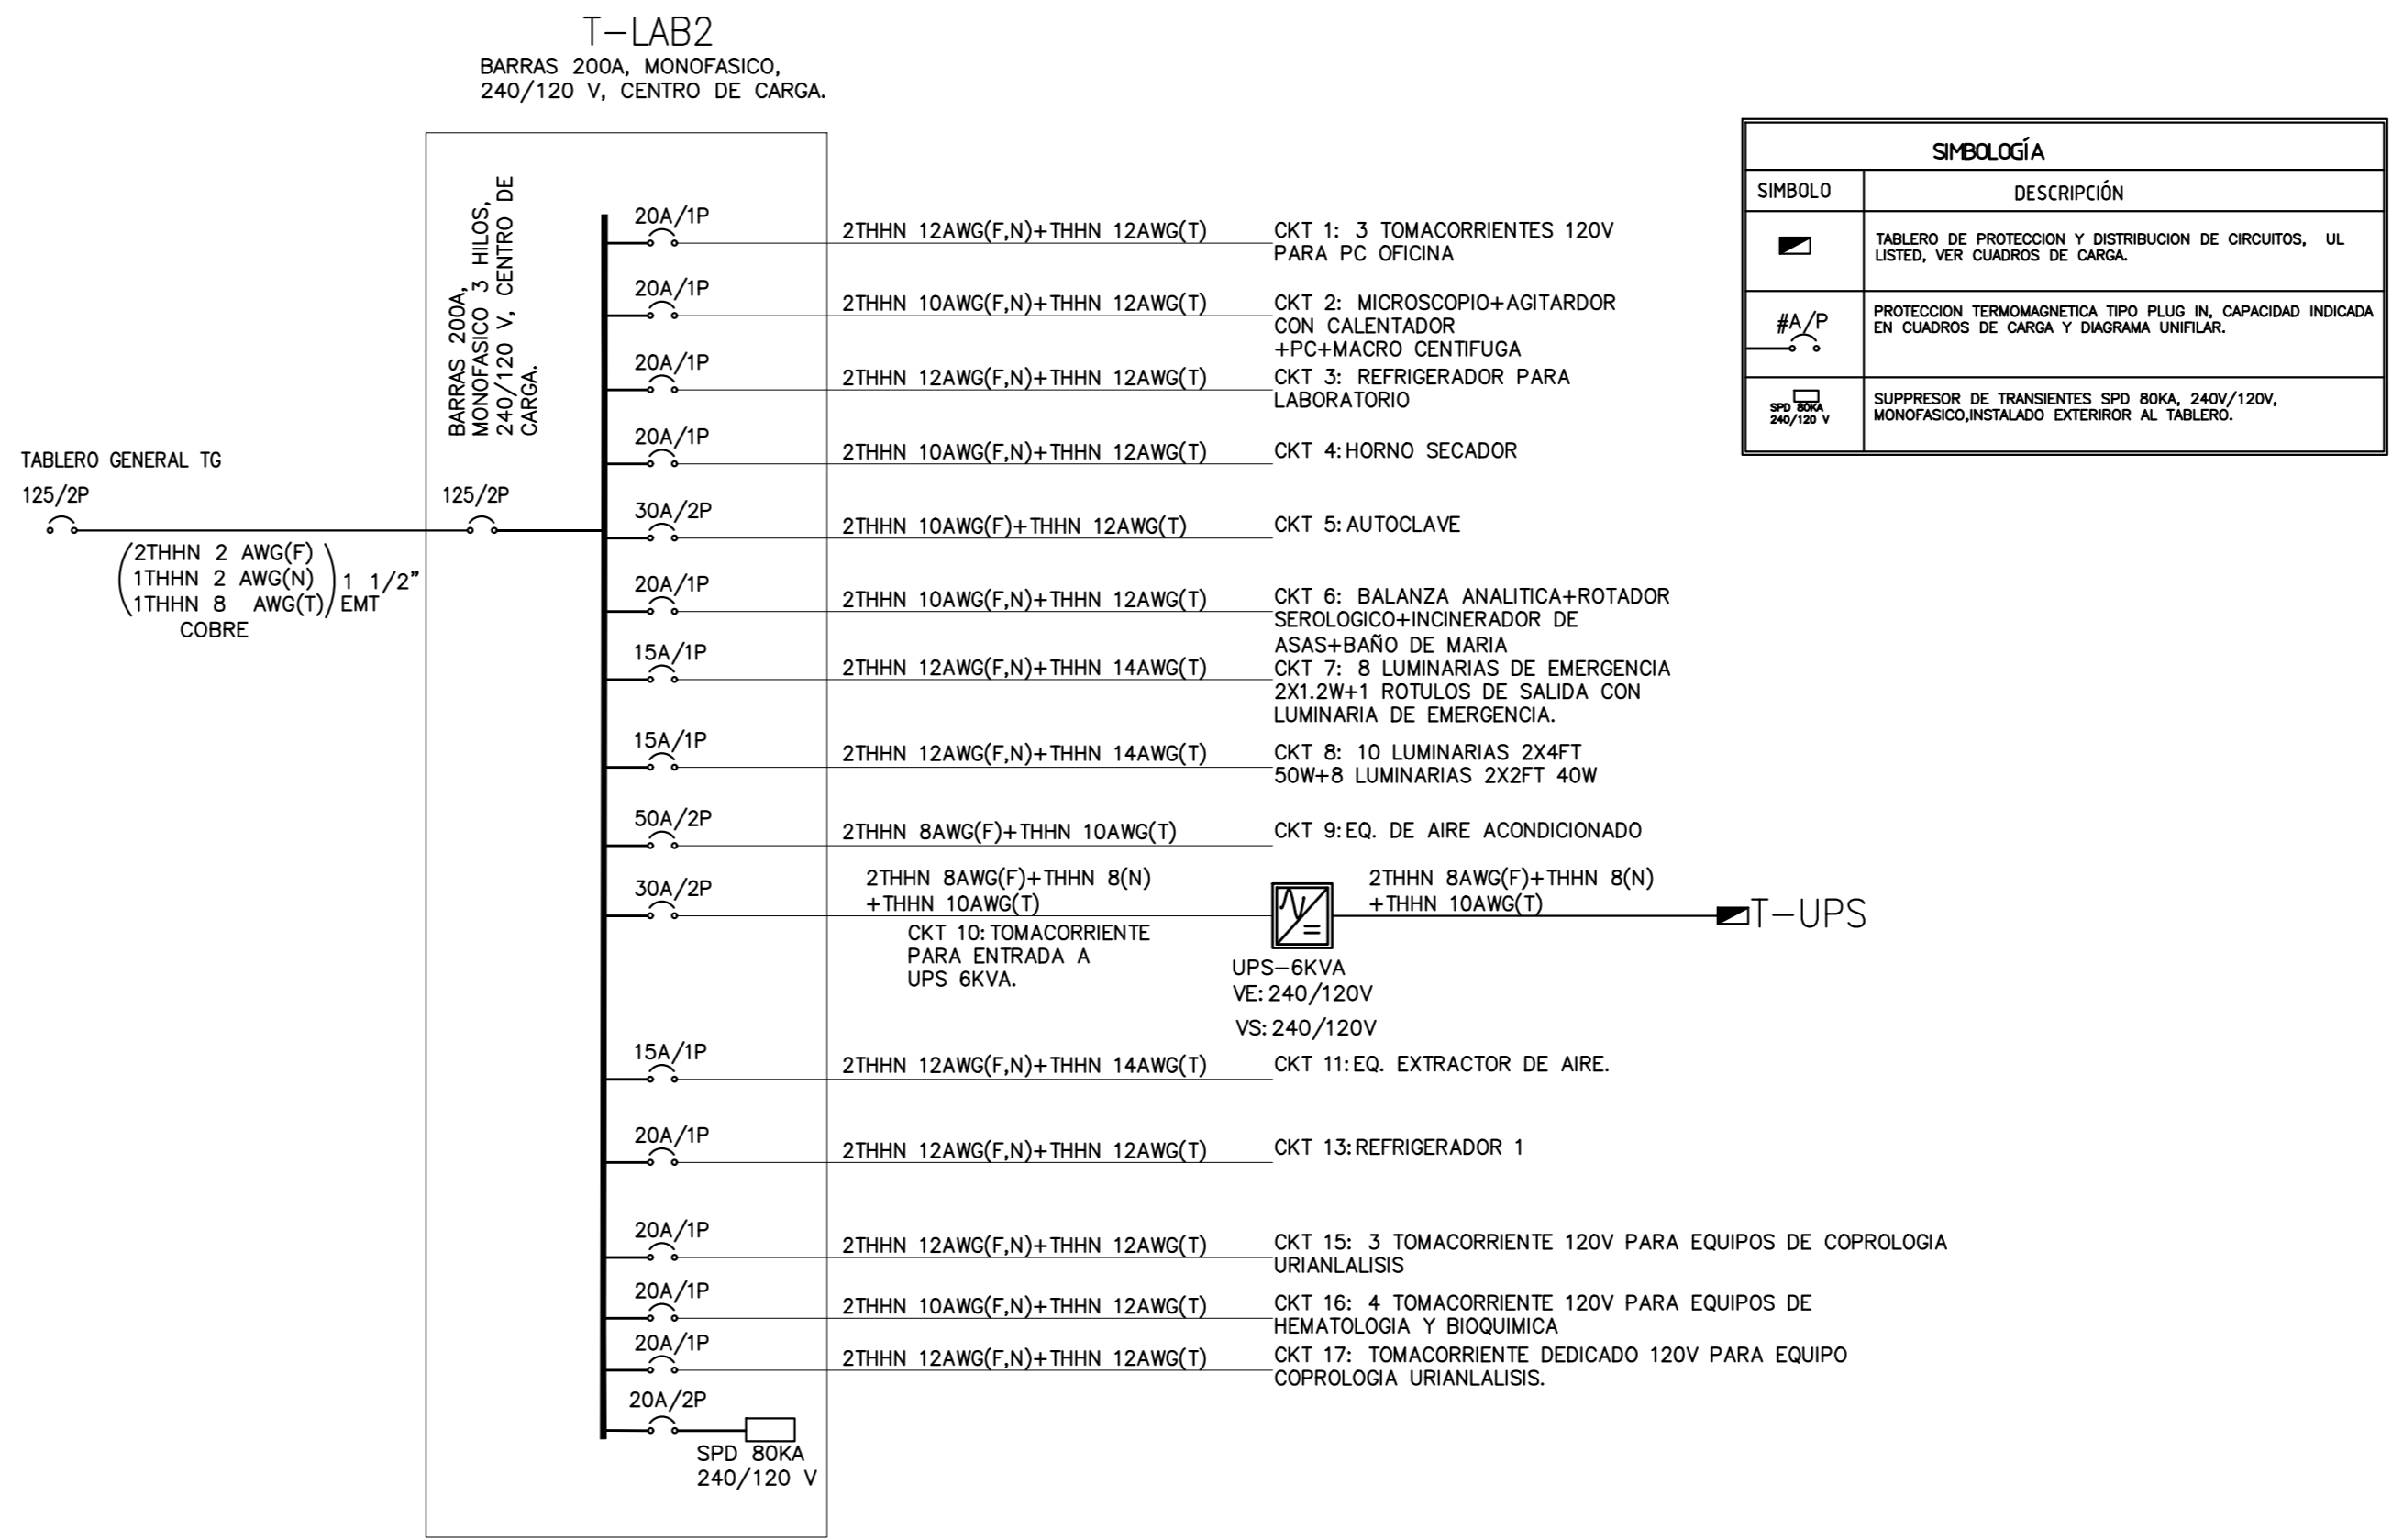 T-LAB2
BARRAS 200A, MONOFASICO,
240/120 V, CENTRO DE CARGA.
BARRAS 200A,
MONOFASICO 3 HILOS,
240/120 V, CENTRO DE
CARGA.
TABLERO GENERAL TG
125/2P
125/2P
2THHN 2 AWG(F)
1THHN 2 AWG(N)
1THHN 8 AWG(T)
1 1/2"
EMT
COBRE
20A/1P
2THHN 12AWG(F,N)+THHN 12AWG(T)
CKT 1: 3 TOMACORRIENTES 120V
PARA PC OFICINA
20A/1P
2THHN 10AWG(F,N)+THHN 12AWG(T)
CKT 2: MICROSCOPIO+AGITARDOR
CON CALENTADOR
+PC+MACRO CENTIFUGA
20A/1P
2THHN 12AWG(F,N)+THHN 12AWG(T)
CKT 3: REFRIGERADOR PARA
LABORATORIO
20A/1P
2THHN 10AWG(F,N)+THHN 12AWG(T)
CKT 4:HORNO SECADOR
30A/2P
2THHN 10AWG(F)+THHN 12AWG(T)
CKT 5:AUTOCLAVE
20A/1P
2THHN 10AWG(F,N)+THHN 12AWG(T)
CKT 6: BALANZA ANALITICA+ROTADOR
SEROLOGICO+INCINERADOR DE
ASAS+BAÑO DE MARIA
15A/1P
2THHN 12AWG(F,N)+THHN 14AWG(T)
CKT 7: 8 LUMINARIAS DE EMERGENCIA
2X1.2W+1 ROTULOS DE SALIDA CON
LUMINARIA DE EMERGENCIA.
15A/1P
2THHN 12AWG(F,N)+THHN 14AWG(T)
CKT 8: 10 LUMINARIAS 2X4FT
50W+8 LUMINARIAS 2X2FT 40W
50A/2P
2THHN 8AWG(F)+THHN 10AWG(T)
CKT 9:EQ. DE AIRE ACONDICIONADO
30A/2P
2THHN 8AWG(F)+THHN 8(N)
+THHN 10AWG(T)
CKT 10:TOMACORRIENTE
PARA ENTRADA A
UPS 6KVA.
UPS-6KVA
VE:240/120V
VS:240/120V
2THHN 8AWG(F)+THHN 8(N)
+THHN 10AWG(T)
T-UPS
15A/1P
2THHN 12AWG(F,N)+THHN 14AWG(T)
CKT 11:EQ. EXTRACTOR DE AIRE.
20A/1P
2THHN 12AWG(F,N)+THHN 12AWG(T)
CKT 13:REFRIGERADOR 1
20A/1P
2THHN 12AWG(F,N)+THHN 12AWG(T)
CKT 15: 3 TOMACORRIENTE 120V PARA EQUIPOS DE COPROLOGIA
URIANLALISIS
20A/1P
2THHN 10AWG(F,N)+THHN 12AWG(T)
CKT 16: 4 TOMACORRIENTE 120V PARA EQUIPOS DE
HEMATOLOGIA Y BIOQUIMICA
20A/1P
2THHN 12AWG(F,N)+THHN 12AWG(T)
CKT 17: TOMACORRIENTE DEDICADO 120V PARA EQUIPO
COPROLOGIA URIANLALISIS.
20A/2P
SPD 80KA
240/120 V
SIMBOLOGÍA
SIMBOLO
DESCRIPCIÓN
TABLERO DE PROTECCION Y DISTRIBUCION DE CIRCUITOS, UL
LISTED, VER CUADROS DE CARGA.
#A/P
PROTECCION TERMOMAGNETICA TIPO PLUG IN, CAPACIDAD INDICADA
EN CUADROS DE CARGA Y DIAGRAMA UNIFILAR.
SPD 80KA
240/120 V
SUPPRESOR DE TRANSIENTES SPD 80KA, 240V/120V,
MONOFASICO,INSTALADO EXTERIROR AL TABLERO.